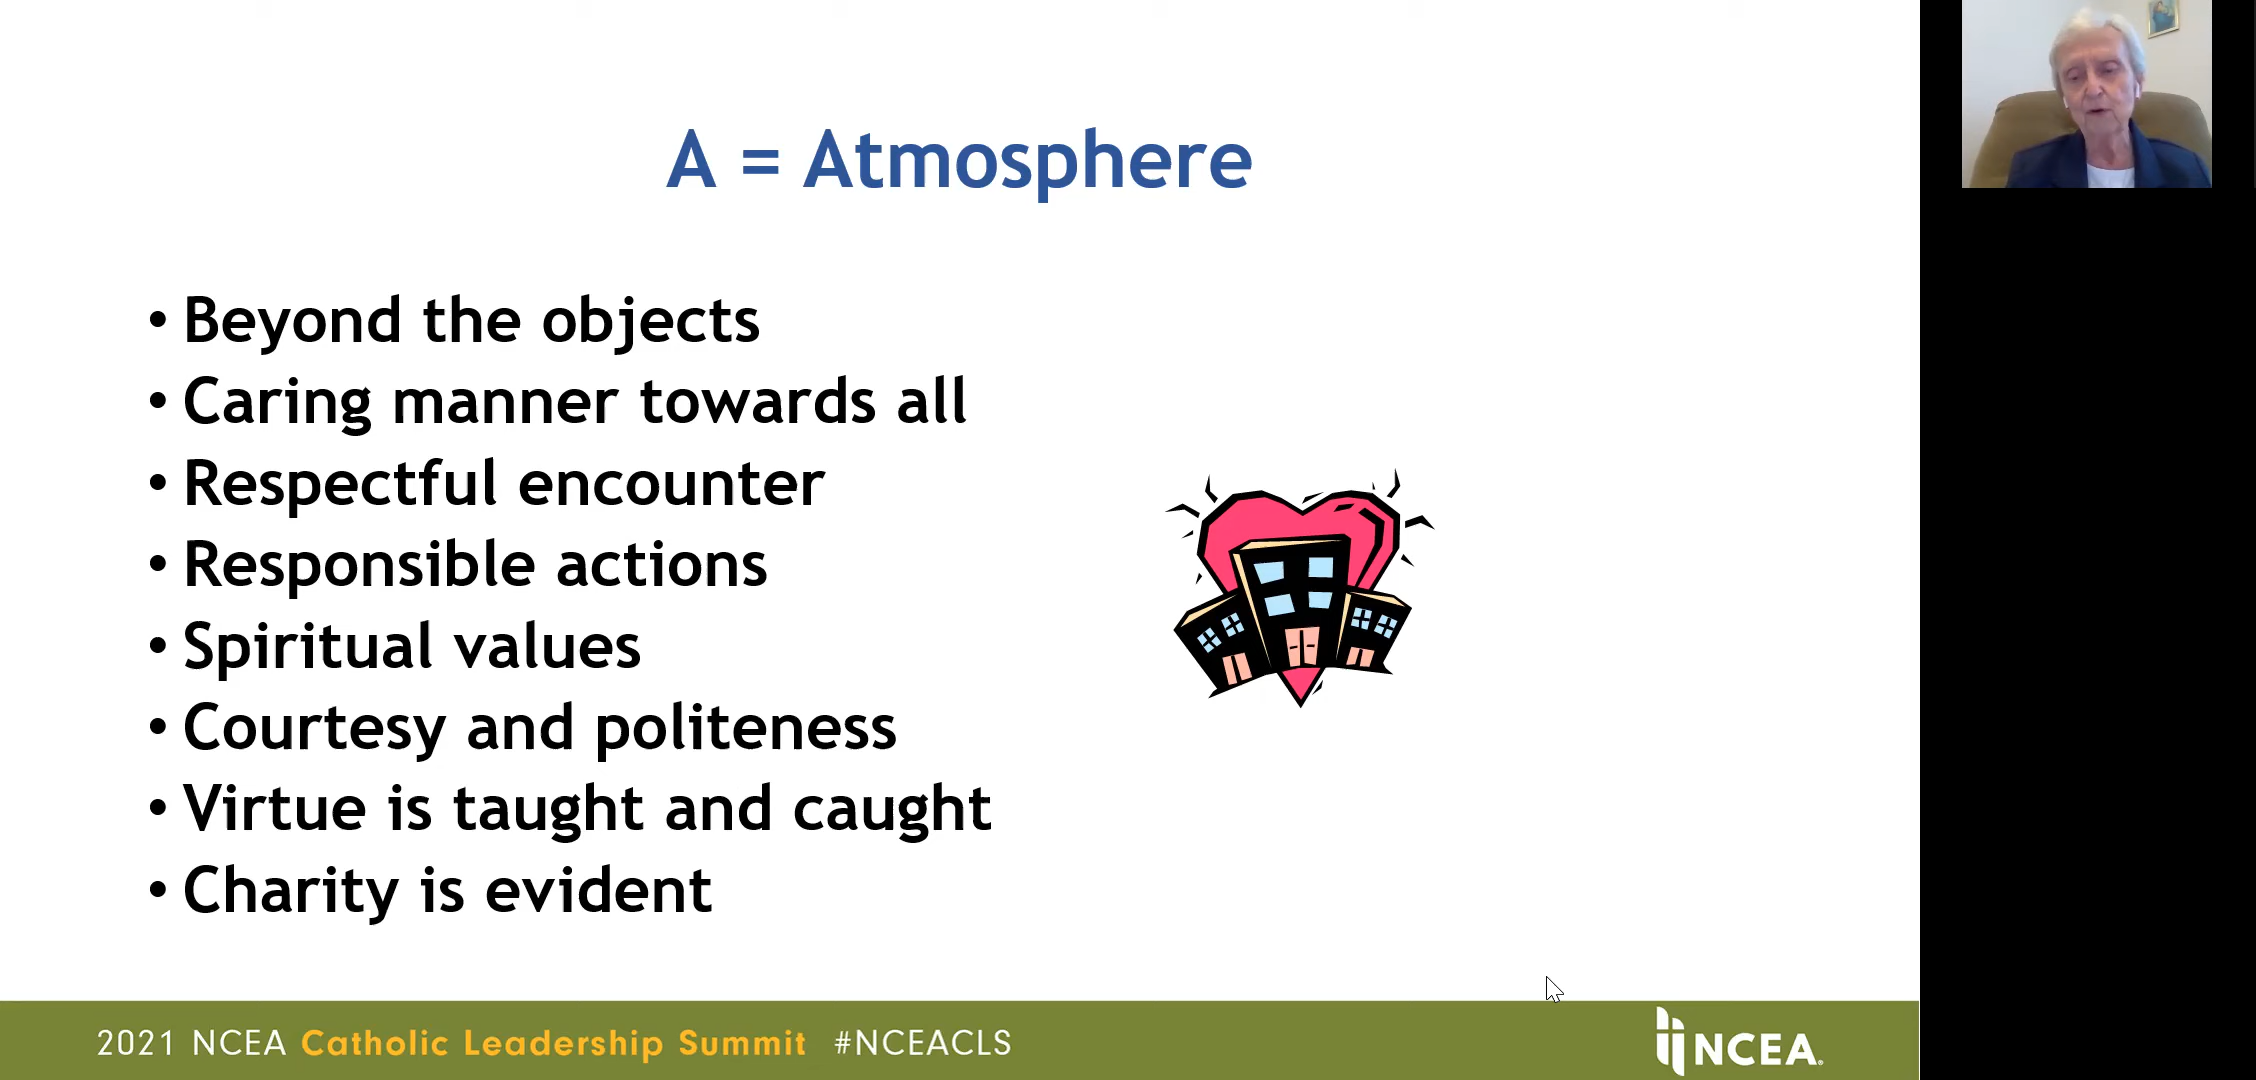 A = Atmosphere
• Beyond the objects
• Caring manner towards all
• Respectful encounter
• Responsible actions
• Spiritual values
• Courtesy and politeness
• Virtue is taught and caught
• Charity is evident
2021 NCEA Catholic Leadership Summit #NCEACLS
NCEA®